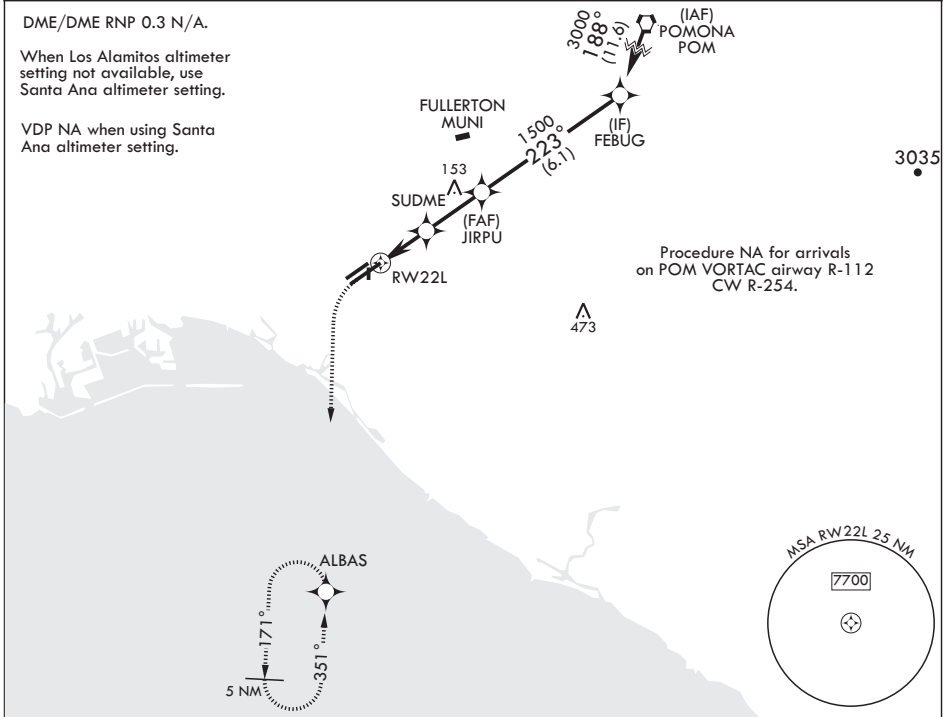 DME/DME RNP 0.3 N/A.
When Los Alamitos altimeter
setting not available, use
Santa Ana altimeter setting.
VDP NA when using Santa
Ana altimeter setting.
3000
188°
(11.6)
(IAF)
POMONA
POM
FULLERTON
MUNI
1500
223°
(6.1)
(IF)
FEBUG
3035
153
SUDME
(FAF)
JIRPU
RW22L
Procedure NA for arrivals
on POM VORTAC airway R-112
CW R-254.
473
ALBAS
171°
351°
5 NM
MSA RW22L 25 NM
7700